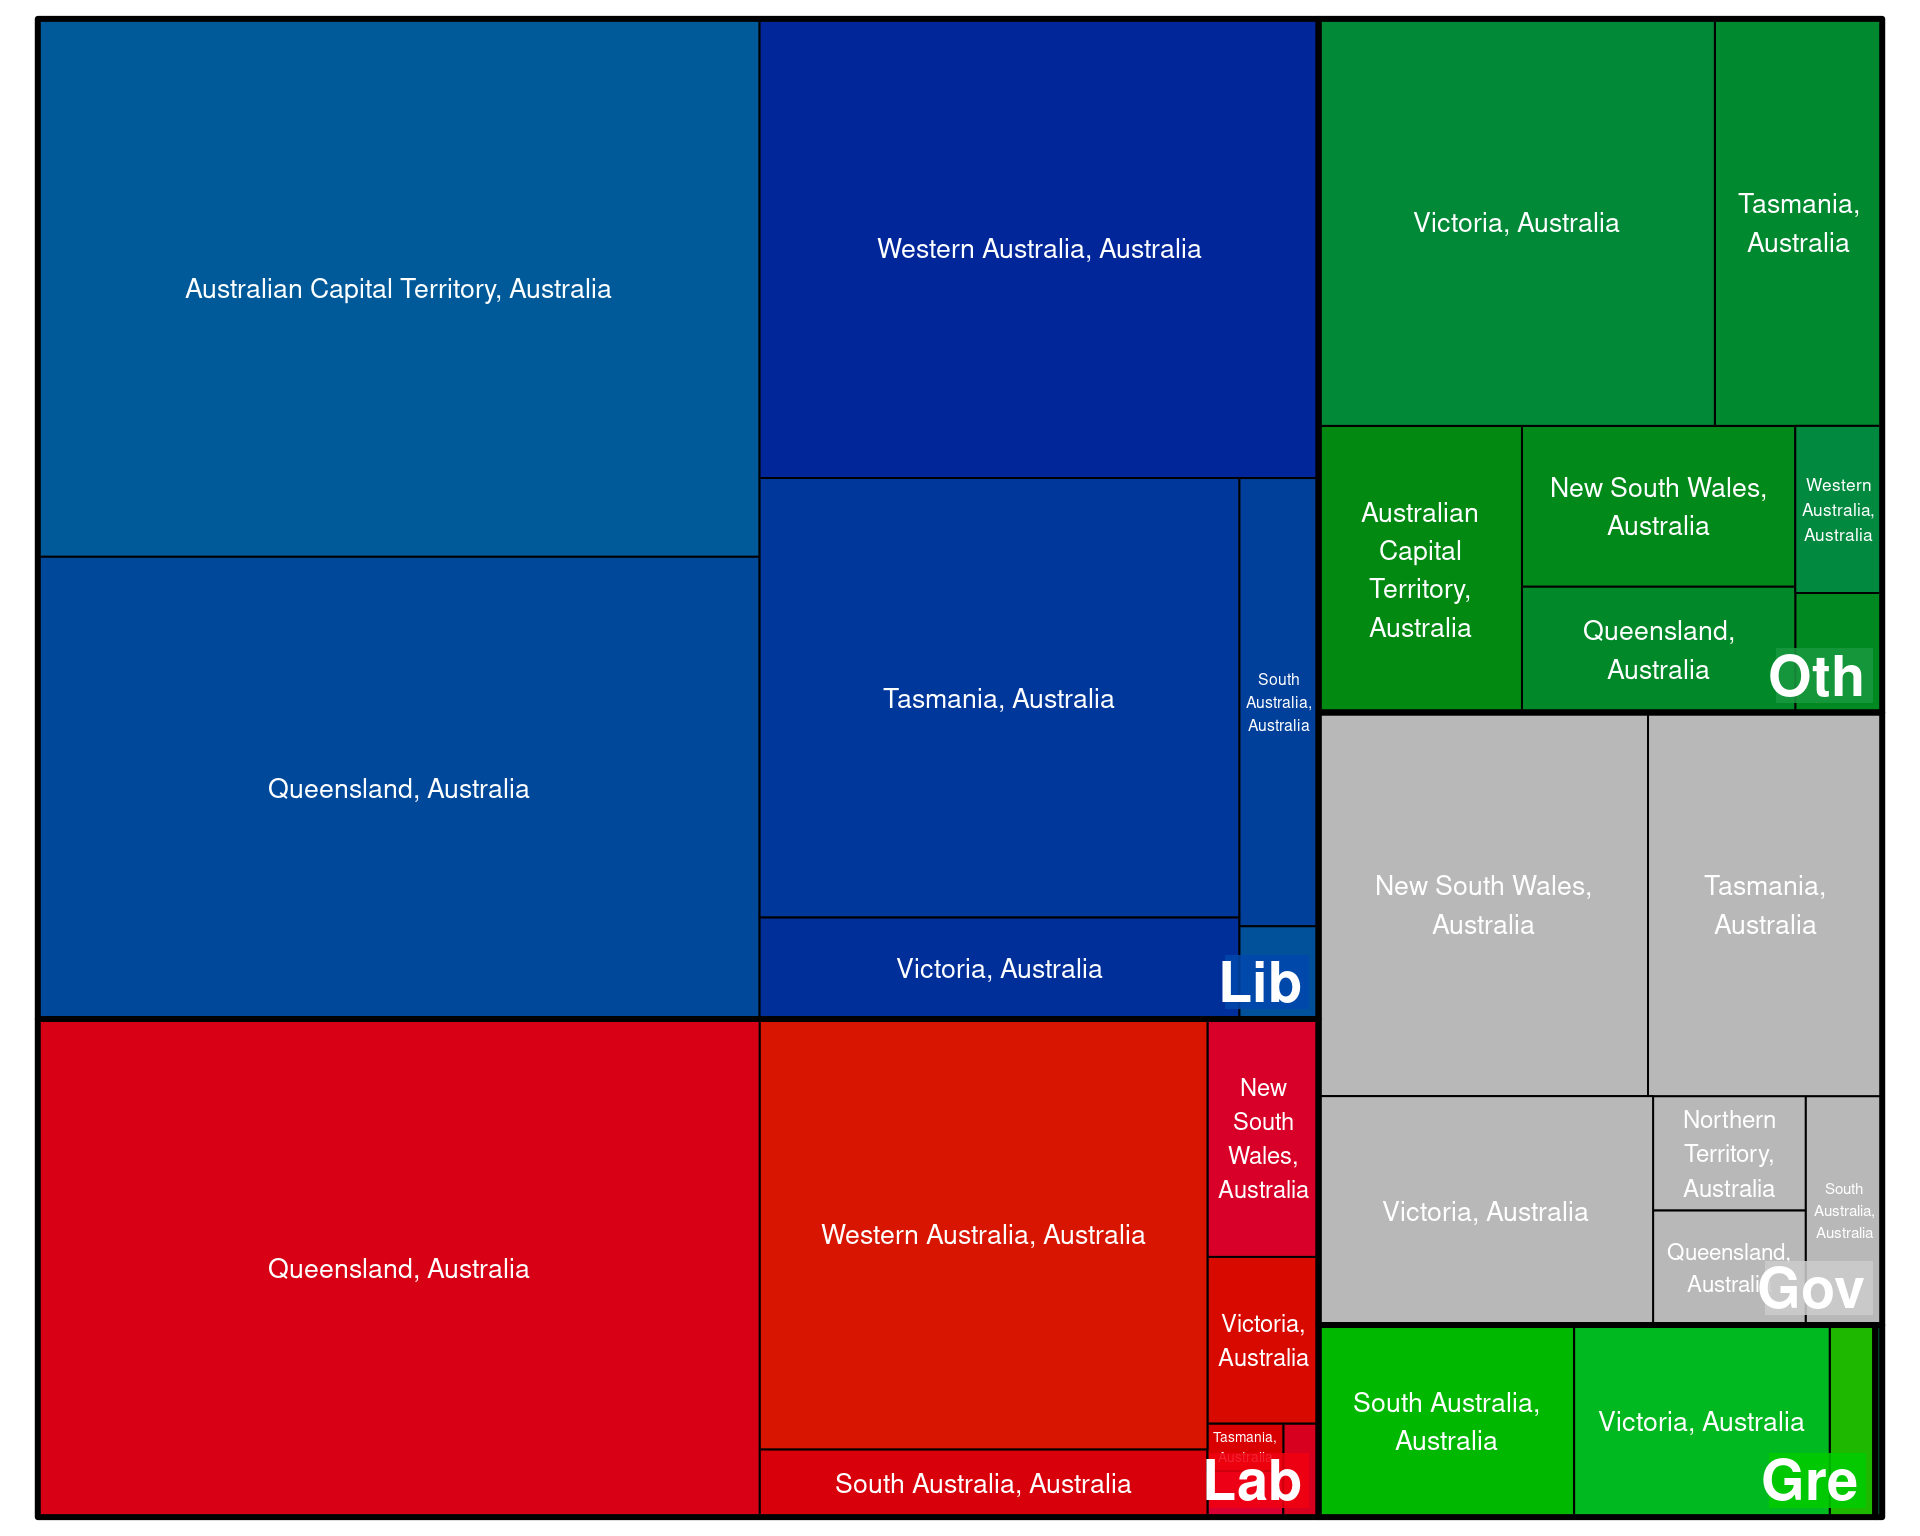 Australian Capital Territory, Australia
Queensland, Australia
Western Australia, Australia
Tasmania, Australia
South
Australia,
Australia
Victoria, Australia
Lib
Queensland, Australia
Western Australia, Australia
South Australia, Australia
New
South
Wales,
Australia
Victoria,
Australia
Tasmania,
Australia
Lab
Victoria, Australia
Tasmania,
Australia
Australian
Capital
Territory,
Australia
New South Wales,
Australia
Queensland,
Australia
Western
Australia,
Australia
Oth
New South Wales,
Australia
Tasmania,
Australia
Victoria, Australia
Northern
Territory,
Australia
Queensland,
Australia
South
Australia,
Australia
Gov
South Australia,
Australia
Victoria, Australia
Gre